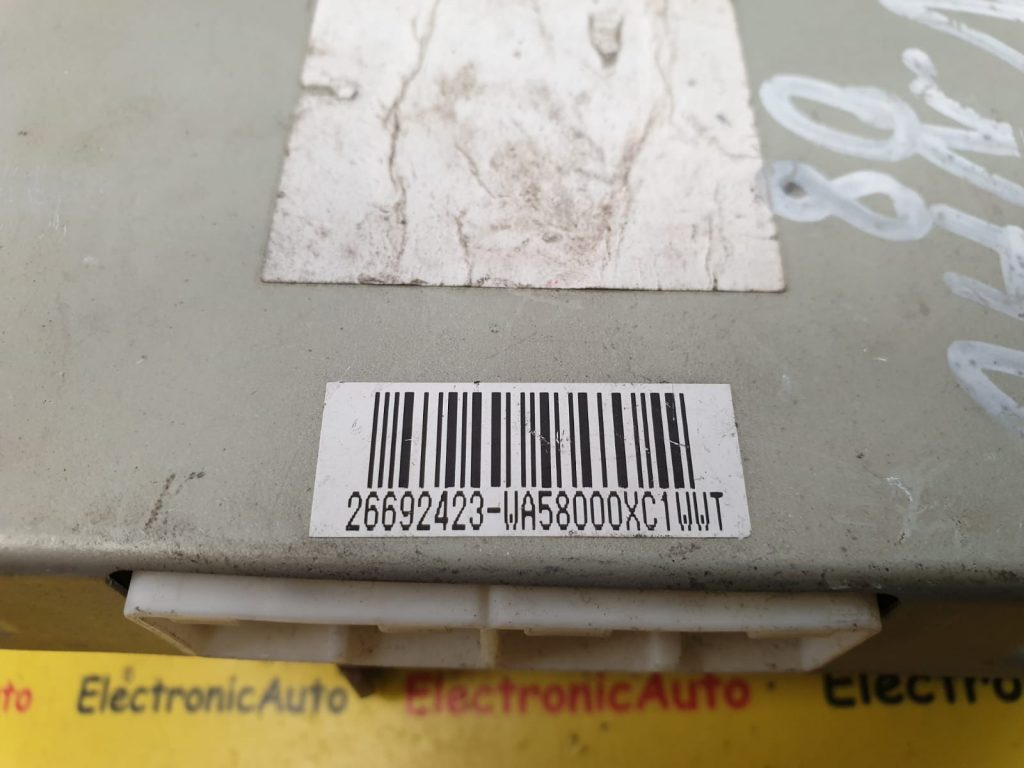 26692423-WA58000XC1WWT
ElectronicAuto ElectronicAuto